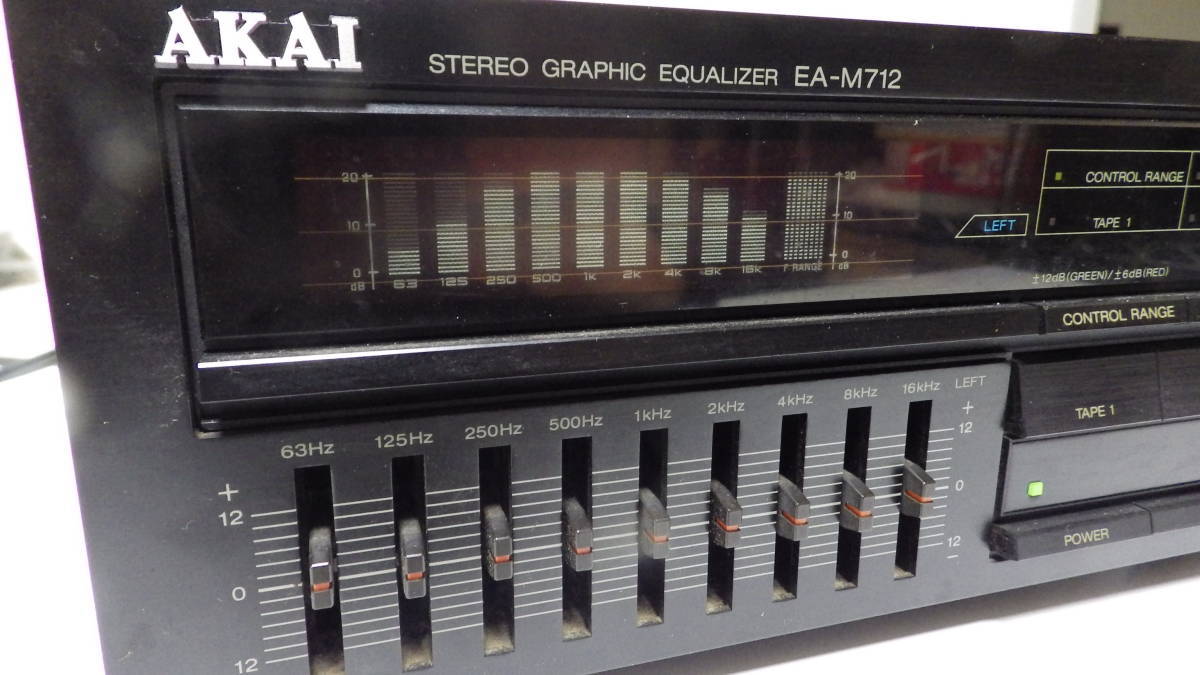 AKAI
STEREO GRAPHIC EQUALIZER EA-M712
20
10
0
dB
63 125 250 500 1k 2k 4k 8k 16k F RANGE
20
10
0
dB
LEFT
CONTROL RANGE
TAPE 1
±12dB(GREEN)/±6dB(RED)
CONTROL RANGE
TAPE 1
POWER
63Hz 125Hz 250Hz 500Hz 1kHz 2kHz 4kHz 8kHz 16kHz LEFT
+
12
0
12
+
12
0
12
−